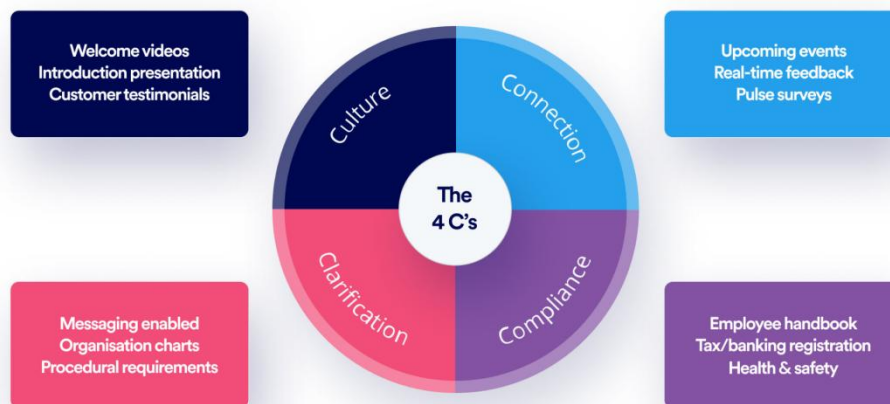 Welcome videos
Introduction presentation
Customer testimonials
Culture
Connection
Upcoming events
Real-time feedback
Pulse surveys
The
4 C's
Messaging enabled
Organisation charts
Procedural requirements
Clarification
Compliance
Employee handbook
Tax/banking registration
Health & safety